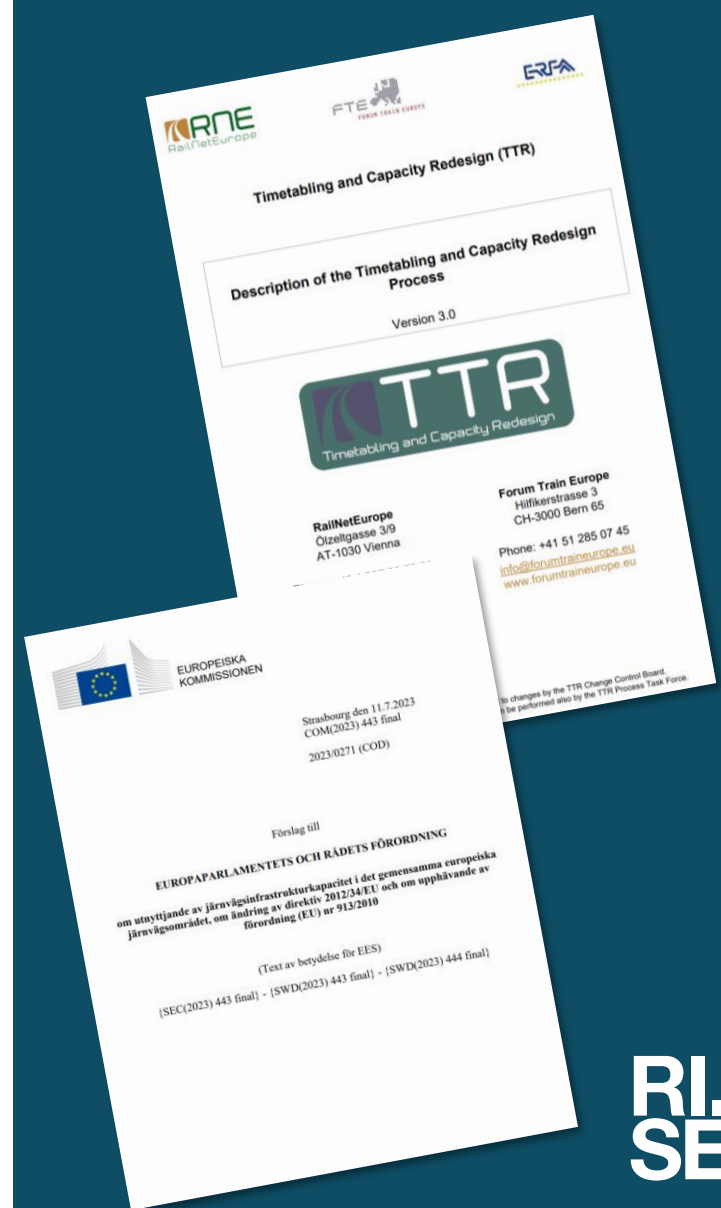 RNE
RailNetEurope
FTE
FORUM TRAIN EUROPE
ERFA
Timetabling and Capacity Redesign (TTR)
Description of the Timetabling and Capacity Redesign
Process
Version 3.0
TTR
Timetabling and Capacity Redesign
RailNetEurope
Ölzeltgasse 3/9
AT-1030 Vienna
Forum Train Europe
Hilfikerstrasse 3
CH-3000 Bern 65
Phone: +41 51 285 07 45
info@forumtraineurope.eu
www.forumtraineurope.eu
to changes by the TTR Change Control Board.
be performed also by the TTR Process Task Force.
EUROPEISKA
KOMMISSIONEN
Strasbourg den 11.7.2023
COM(2023) 443 final
2023/0271 (COD)
Förslag till
EUROPAPARLAMENTETS OCH RÅDETS FÖRORDNING
om utnyttjande av järnvägsinfrastrukturkapacitet i det gemensamma europeiska
järnvägsområdet, om ändring av direktiv 2012/34/EU och om upphävande av
förordning (EU) nr 913/2010
(Text av betydelse för EES)
{SEC(2023) 443 final} - {SWD(2023) 443 final} - {SWD(2023) 444 final}
RI.
SE